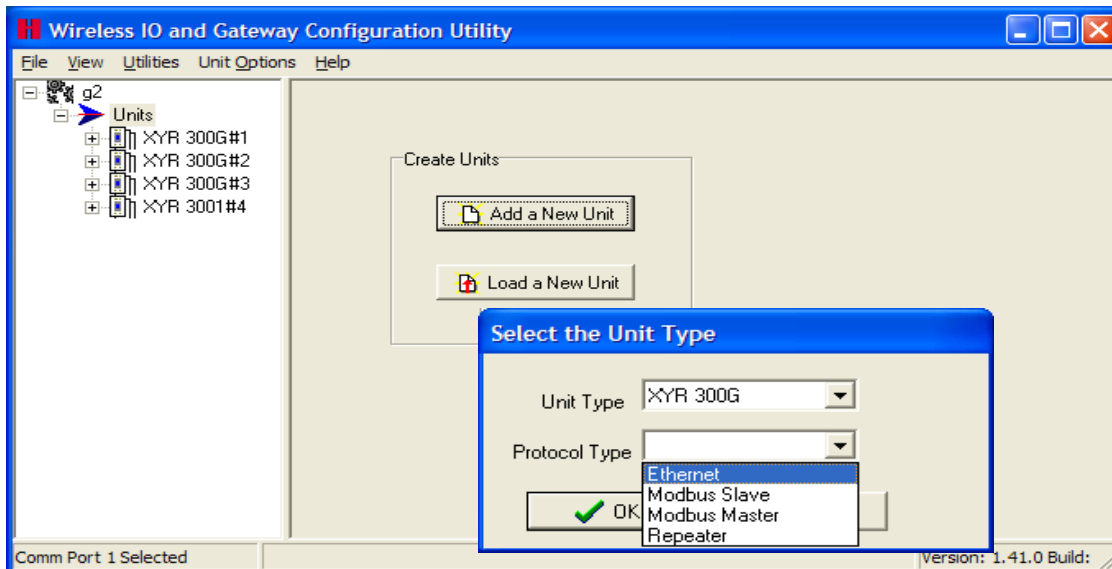 Wireless IO and Gateway Configuration Utility
File View Utilities Unit Options Help
g2
Units
XYR 300G#1
XYR 300G#2
XYR 300G#3
XYR 3001#4
Create Units
Add a New Unit
Load a New Unit
Select the Unit Type
Unit Type XYR 300G
Protocol Type
Ethernet
Modbus Slave
Modbus Master
Repeater
OK
Comm Port 1 Selected
Version: 1.41.0 Build: